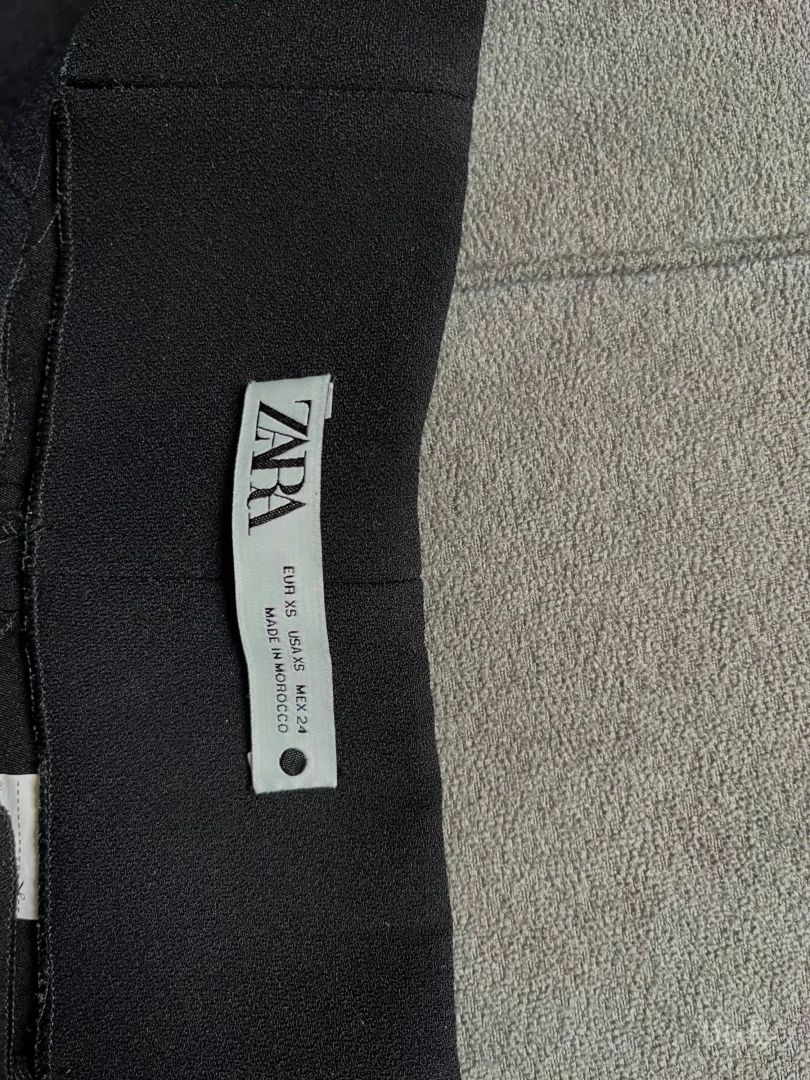 ZARA
EUR XS USA XS MEX 24
MADE IN MOROCCO